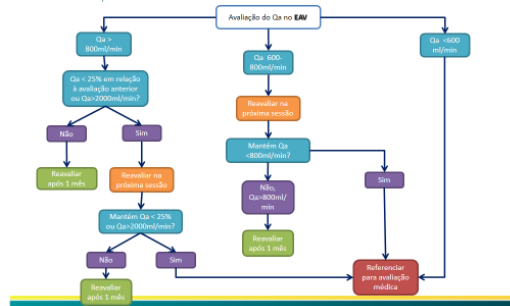 Avaliação do Qa no EAV
Qa >
800ml/min
Qa 600-
800ml/min
Qa <600
ml/min
Qa < 25% em relação
à avaliação anterior
ou Qa>2000ml/min?
Reavaliar na
próxima sessão
Não
Sim
Mantém Qa
<800ml/min?
Reavaliar
após 1 mês
Reavaliar na
próxima sessão
Não,
Qa>800ml/
min
Sim
Mantém Qa < 25%
ou Qa>2000ml/min?
Reavaliar
após 1 mês
Não
Sim
Referenciar
para avaliação
médica
Reavaliar
após 1 mês